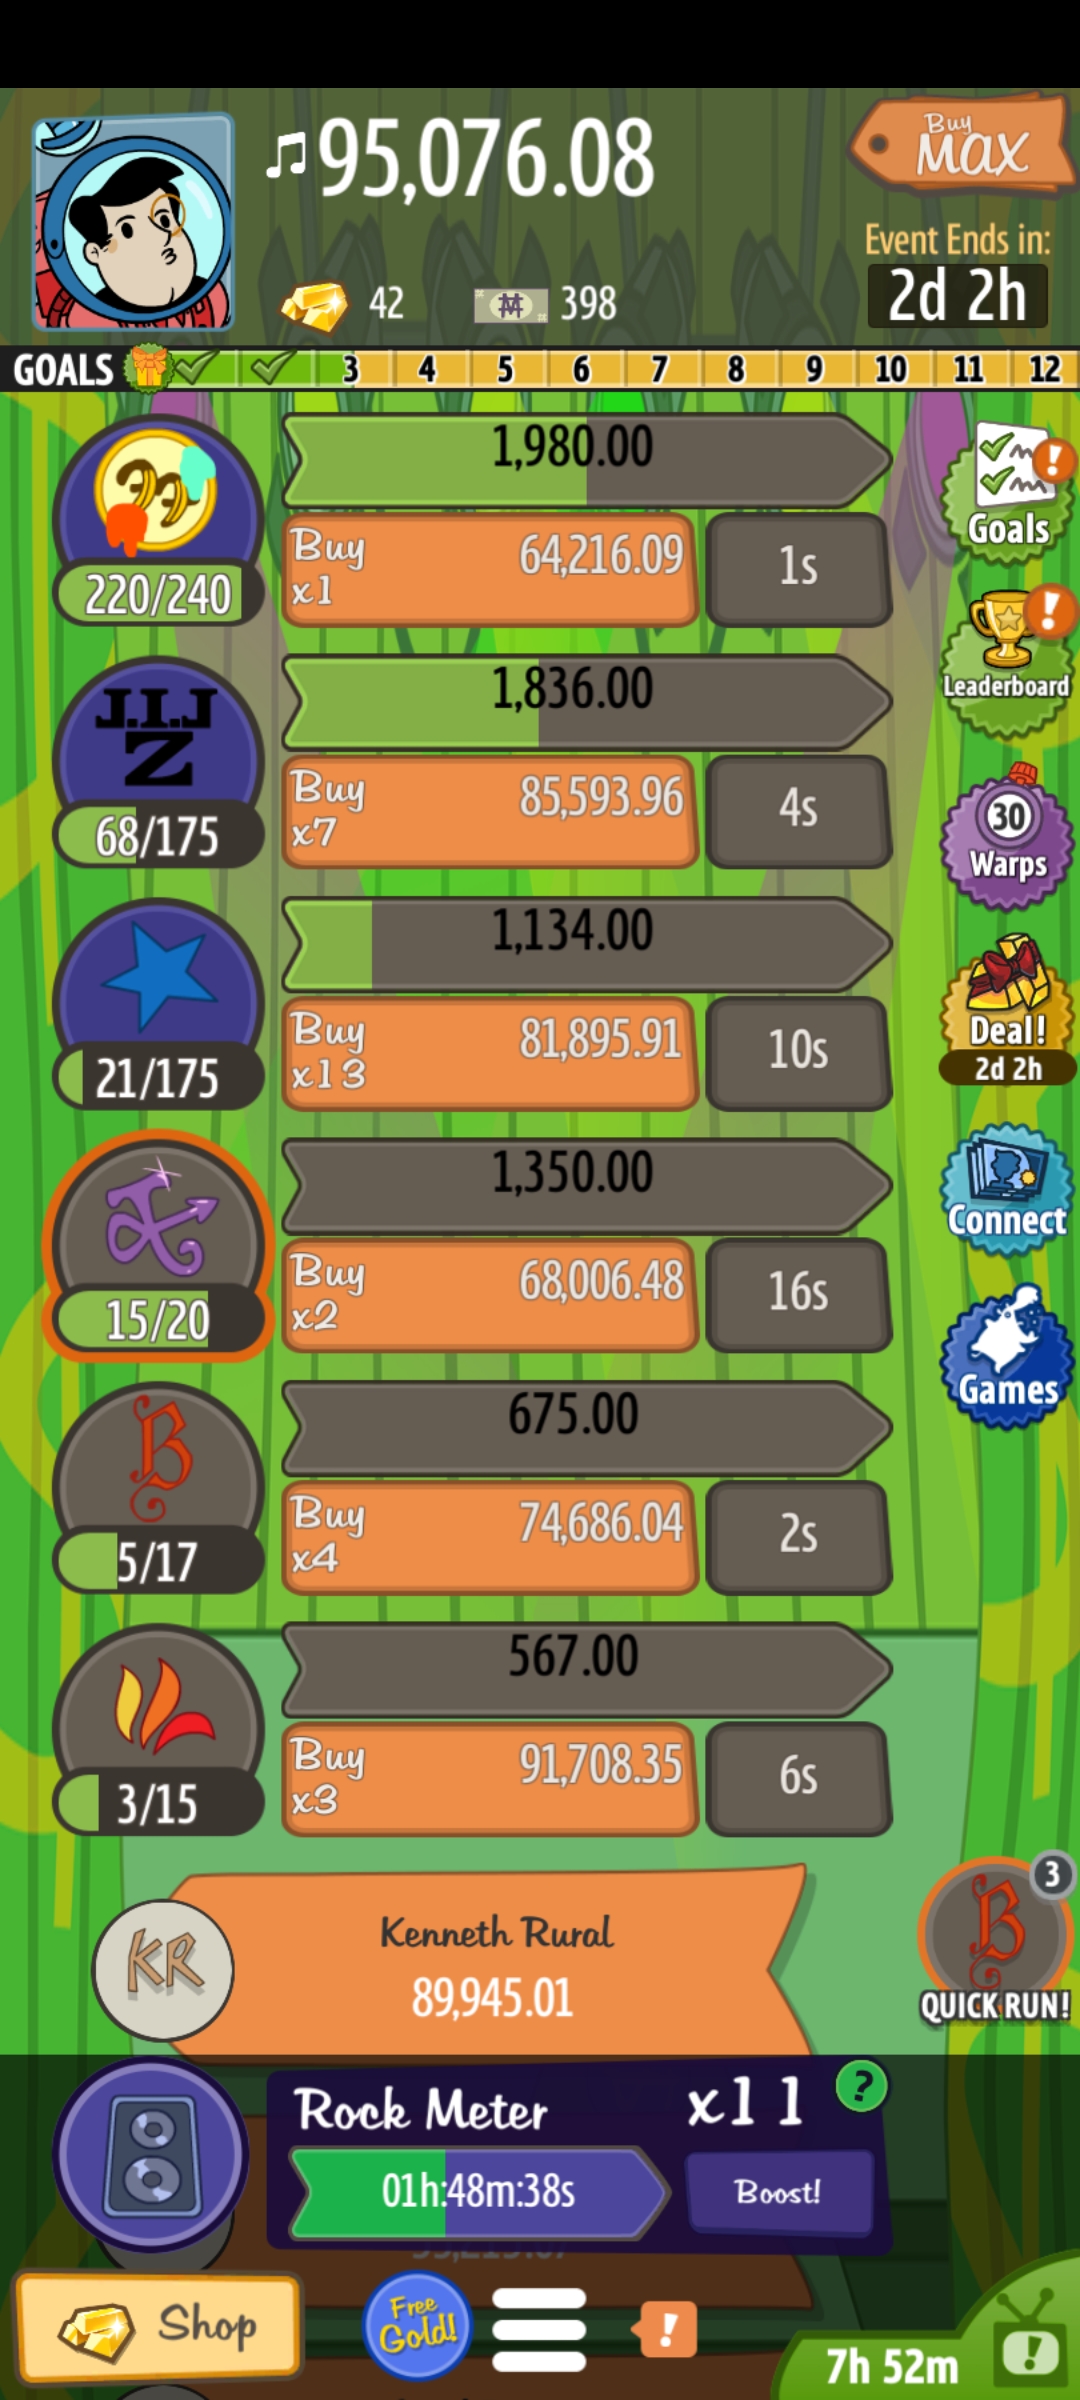 ♫95,076.08
Buy
MAX
42
398
Event Ends in:
2d 2h
GOALS 3 4 5 6 7 8 9 10 11 12
1,980.00
220/240
Buy
x1
64,216.09
1s
Goals
J.I.J
Z
1,836.00
68/175
Buy
x7
85,593.96
4s
Leaderboard
30
Warps
1,134.00
21/175
Buy
x13
81,895.91
10s
Deal!
2d 2h
1,350.00
15/20
Buy
x2
68,006.48
16s
Connect
B
675.00
5/17
Buy
x4
74,686.04
2s
Games
567.00
3/15
Buy
x3
91,708.35
6s
KR
Kenneth Rural
89,945.01
3
B
QUICK RUN!
Rock Meter
x11
?
01h:48m:38s
Boost!
Shop
Free
Gold!
!
7h 52m
!